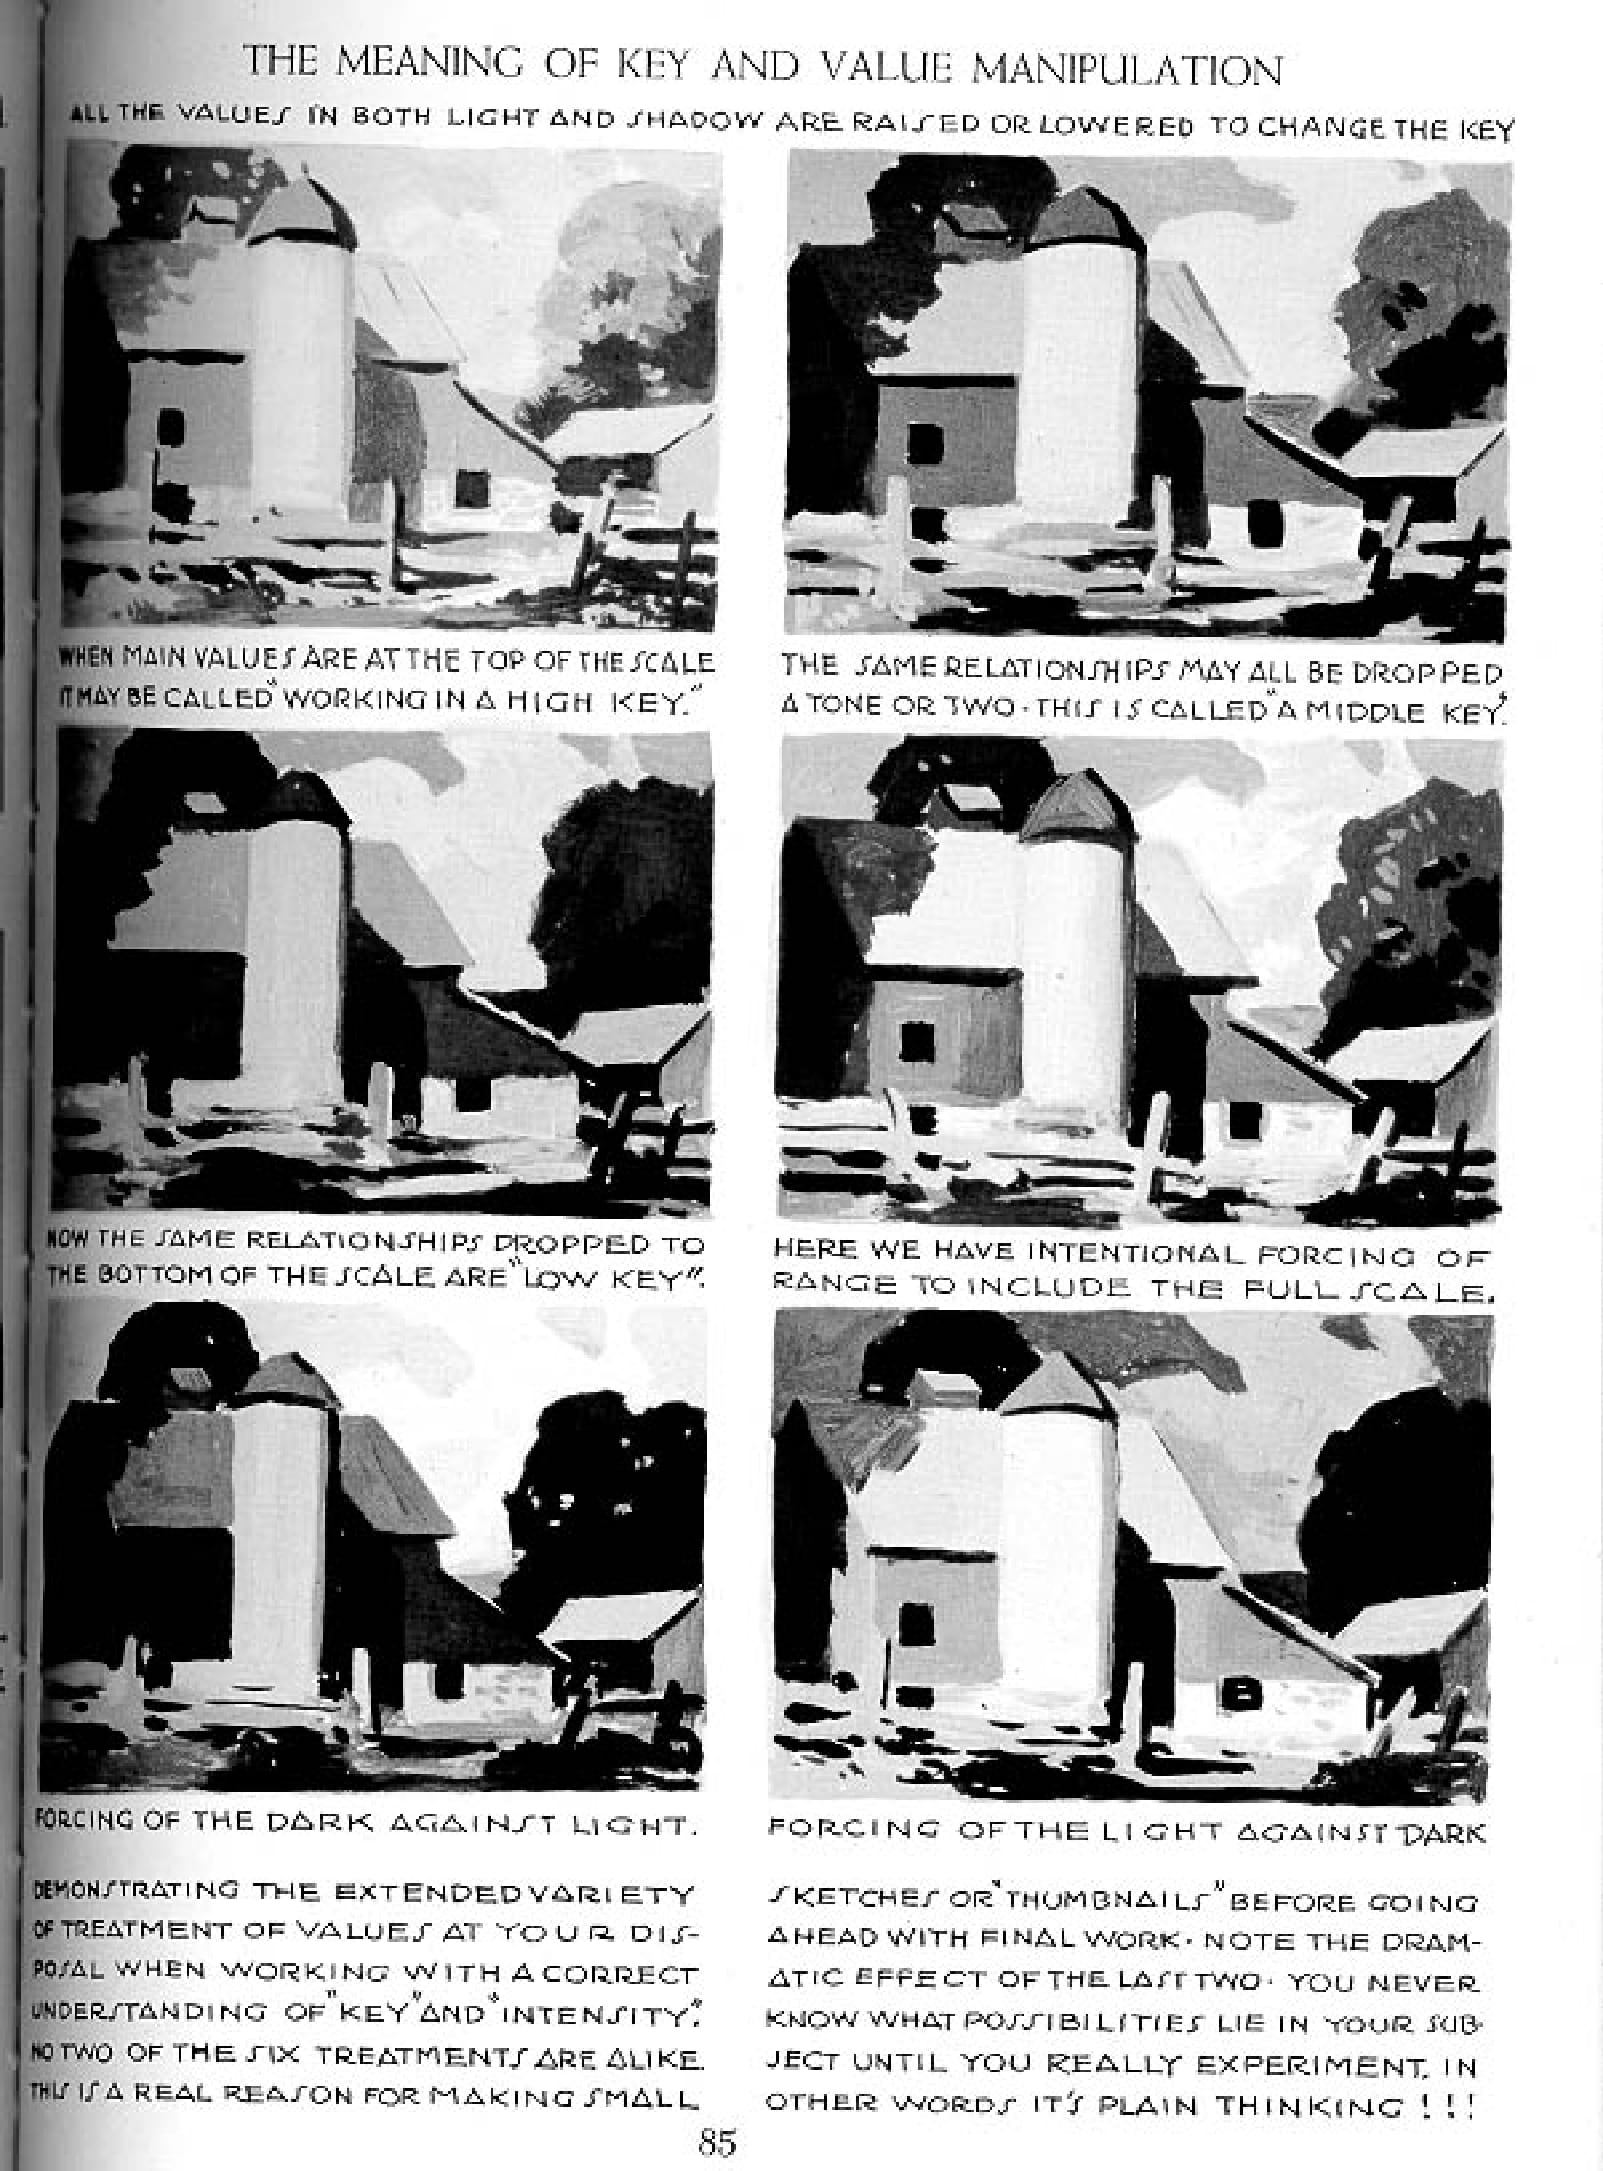 THE MEANING OF KEY AND VALUE MANIPULATION
ALL THE VALUES IN BOTH LIGHT AND SHADOW ARE RAISED OR LOWERED TO CHANGE THE KEY
WHEN MAIN VALUES ARE AT THE TOP OF THE SCALE
IT MAY BE CALLED "WORKING IN A HIGH KEY."
THE SAME RELATIONSHIPS MAY ALL BE DROPPED
A TONE OR TWO · THIS IS CALLED "A MIDDLE KEY".
NOW THE SAME RELATIONSHIPS DROPPED TO
THE BOTTOM OF THE SCALE ARE "LOW KEY".
HERE WE HAVE INTENTIONAL FORCING OF
RANGE TO INCLUDE THE FULL SCALE.
FORCING OF THE DARK AGAINST LIGHT.
FORCING OF THE LIGHT AGAINST DARK
DEMONSTRATING THE EXTENDED VARIETY
OF TREATMENT OF VALUES AT YOUR DIS-
POSAL WHEN WORKING WITH A CORRECT
UNDERSTANDING OF "KEY" AND "INTENSITY".
NO TWO OF THE SIX TREATMENTS ARE ALIKE.
THIS IS A REAL REASON FOR MAKING SMALL
SKETCHES OR "THUMBNAILS" BEFORE GOING
AHEAD WITH FINAL WORK · NOTE THE DRAM-
ATIC EFFECT OF THE LAST TWO · YOU NEVER
KNOW WHAT POSSIBILITIES LIE IN YOUR SUB-
JECT UNTIL YOU REALLY EXPERIMENT. IN
OTHER WORDS IT'S PLAIN THINKING ! ! !
85